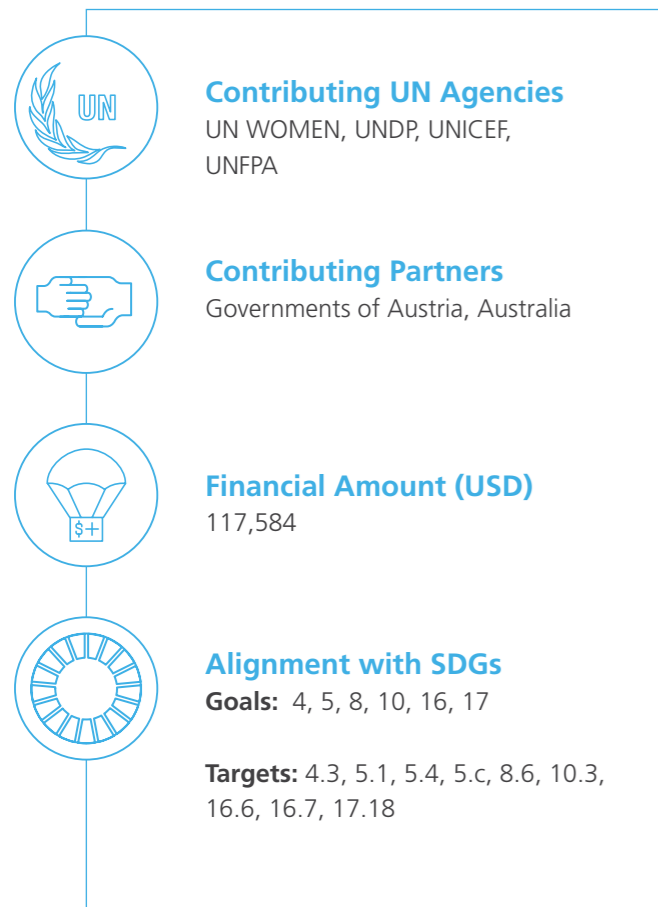 UN
Contributing UN Agencies
UN WOMEN, UNDP, UNICEF,
UNFPA
Contributing Partners
Governments of Austria, Australia
$+
Financial Amount (USD)
117,584
Alignment with SDGs
Goals: 4, 5, 8, 10, 16, 17
Targets: 4.3, 5.1, 5.4, 5.c, 8.6, 10.3,
16.6, 16.7, 17.18